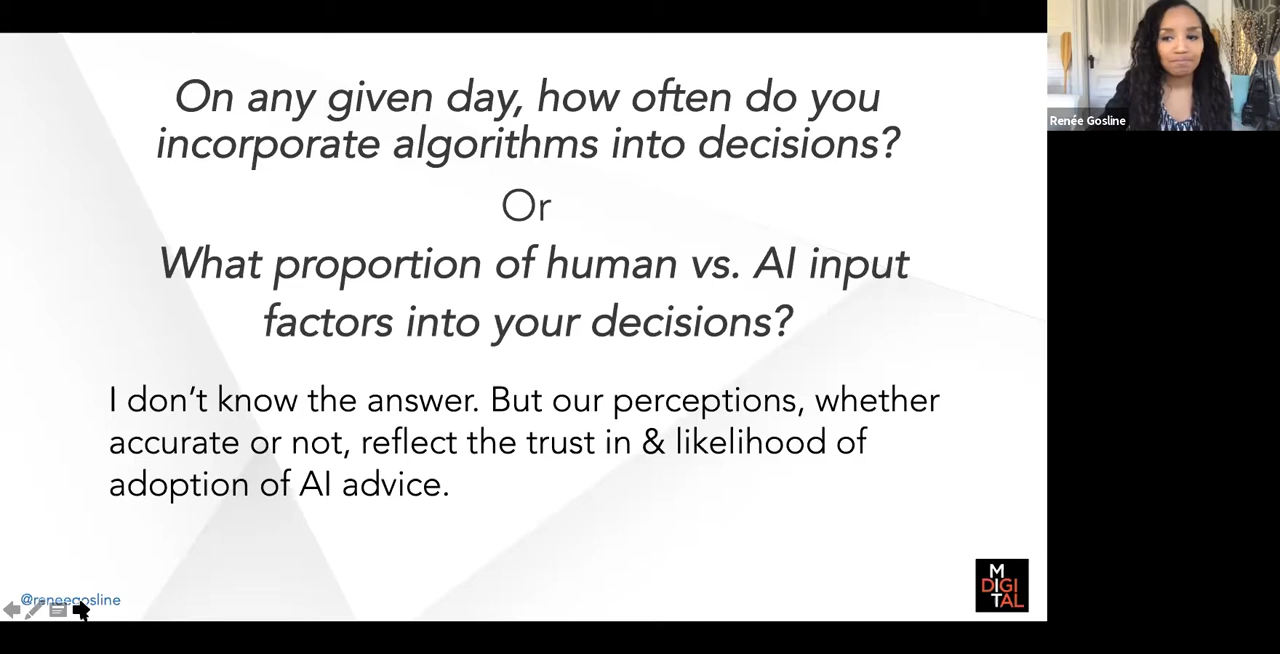 On any given day, how often do you
incorporate algorithms into decisions?
Or
What proportion of human vs. AI input
factors into your decisions?
I don't know the answer. But our perceptions, whether
accurate or not, reflect the trust in & likelihood of
adoption of AI advice.
@reneegosline
M
DIGI
TAL
Renée Gosline